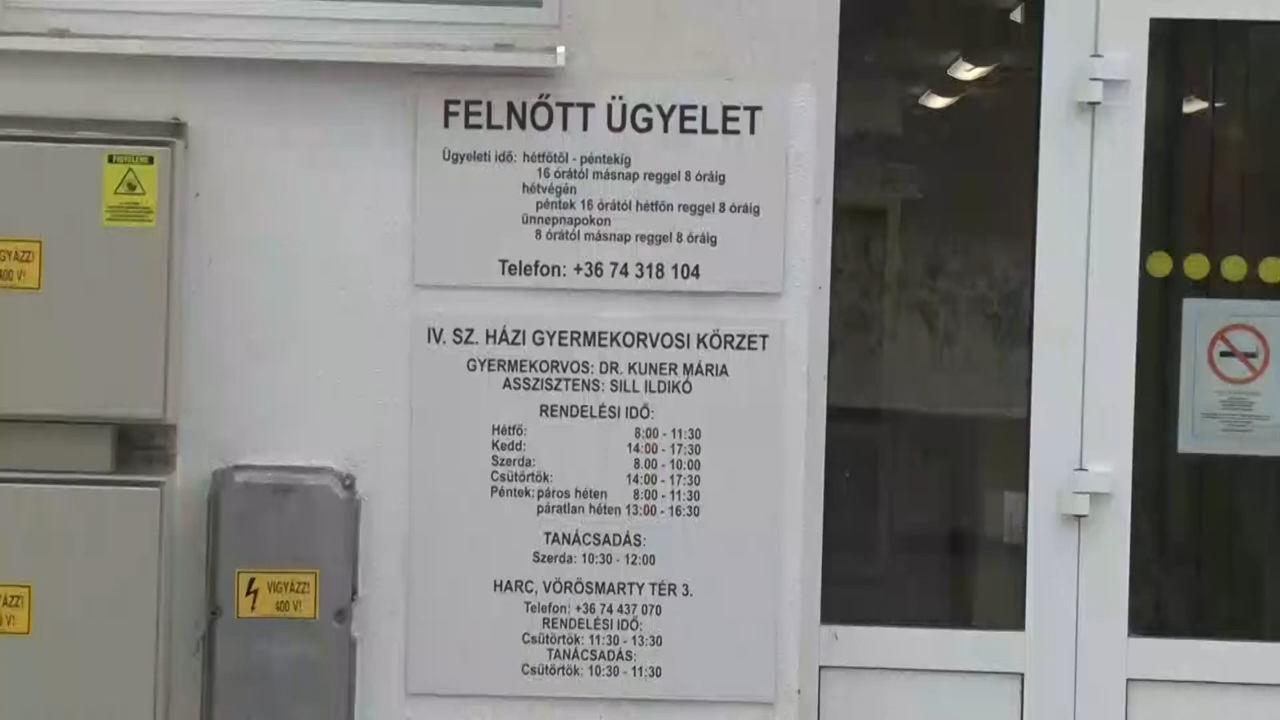 FELNŐTT ÜGYELET
Ügyeleti idő: hétfőtől - péntekig
16 órától másnap reggel 8 óráig
hétvégén
péntek 16 órától hétfőn reggel 8 óráig
ünnepnapokon
8 órától másnap reggel 8 óráig
Telefon: +36 74 318 104
IV. SZ. HÁZI GYERMEKORVOSI KÖRZET
GYERMEKORVOS: DR. KUNER MÁRIA
ASSZISZTENS: SILL ILDIKÓ
RENDELÉSI IDŐ:
Hétfő: 8:00 - 11:30
Kedd: 14:00 - 17:30
Szerda: 8.00 - 10:00
Csütörtök: 14:00 - 17:30
Péntek: páros héten 8:00 - 11:30
páratlan héten 13:00 - 16:30
TANÁCSADÁS:
Szerda: 10:30 - 12:00
HARC, VÖRÖSMARTY TÉR 3.
Telefon: +36 74 437 070
RENDELÉSI IDŐ:
Csütörtök: 11:30 - 13:30
TANÁCSADÁS:
Csütörtök: 10:30 - 11:30
FIGYELEM!
GYÁZZ!
400 V!
VIGYÁZZ!
400 V!
ÁZZ!
V!